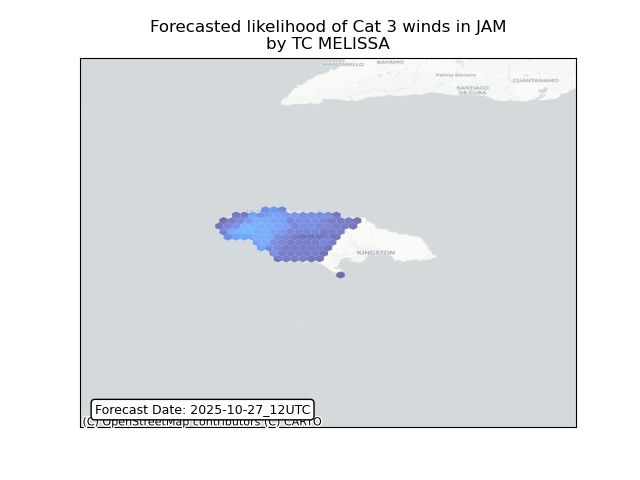 Forecasted likelihood of Cat 3 winds in JAM
by TC MELISSA
MANZANILLO
BAYAMO
Palma Soriano
GUANTANAMO
SANTIAGO
DE CUBA
KINGSTON
Forecast Date: 2025-10-27_12UTC
(C) OpenStreetMap contributors (C) CARTO